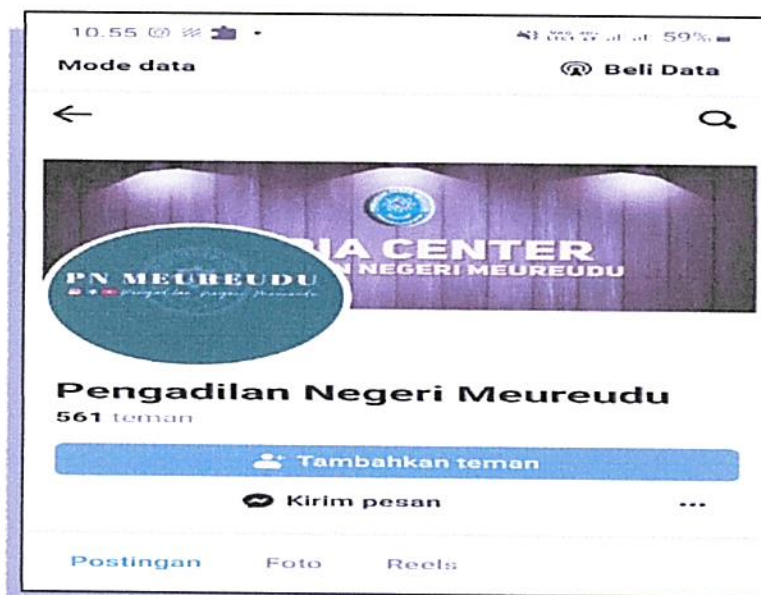 10.55
59%
Mode data
Beli Data
CENTER
NEGERI MEUREUDU
PN MEUREUDU
Pengadilan Negeri Meureudu
561 teman
Tambahkan teman
Kirim pesan
...
Postingan Foto Reels